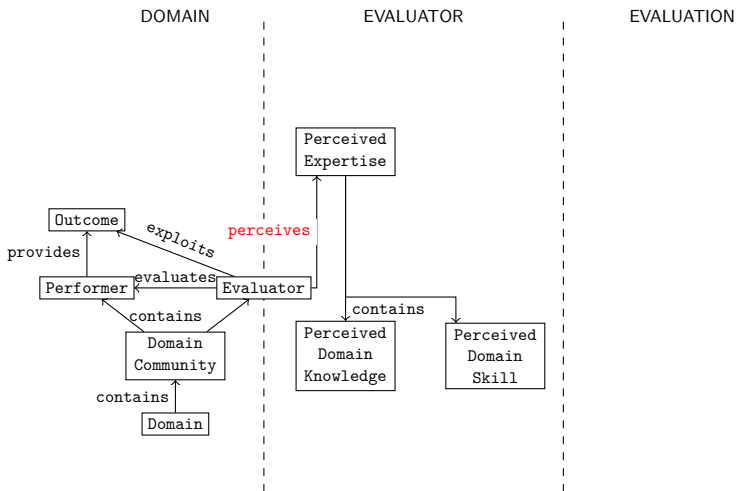 DOMAIN
EVALUATOR
EVALUATION
Perceived
Expertise
Outcome
exploits
perceives
provides
Performer
evaluates
Evaluator
contains
contains
Domain
Community
Perceived
Domain
Knowledge
Perceived
Domain
Skill
contains
Domain